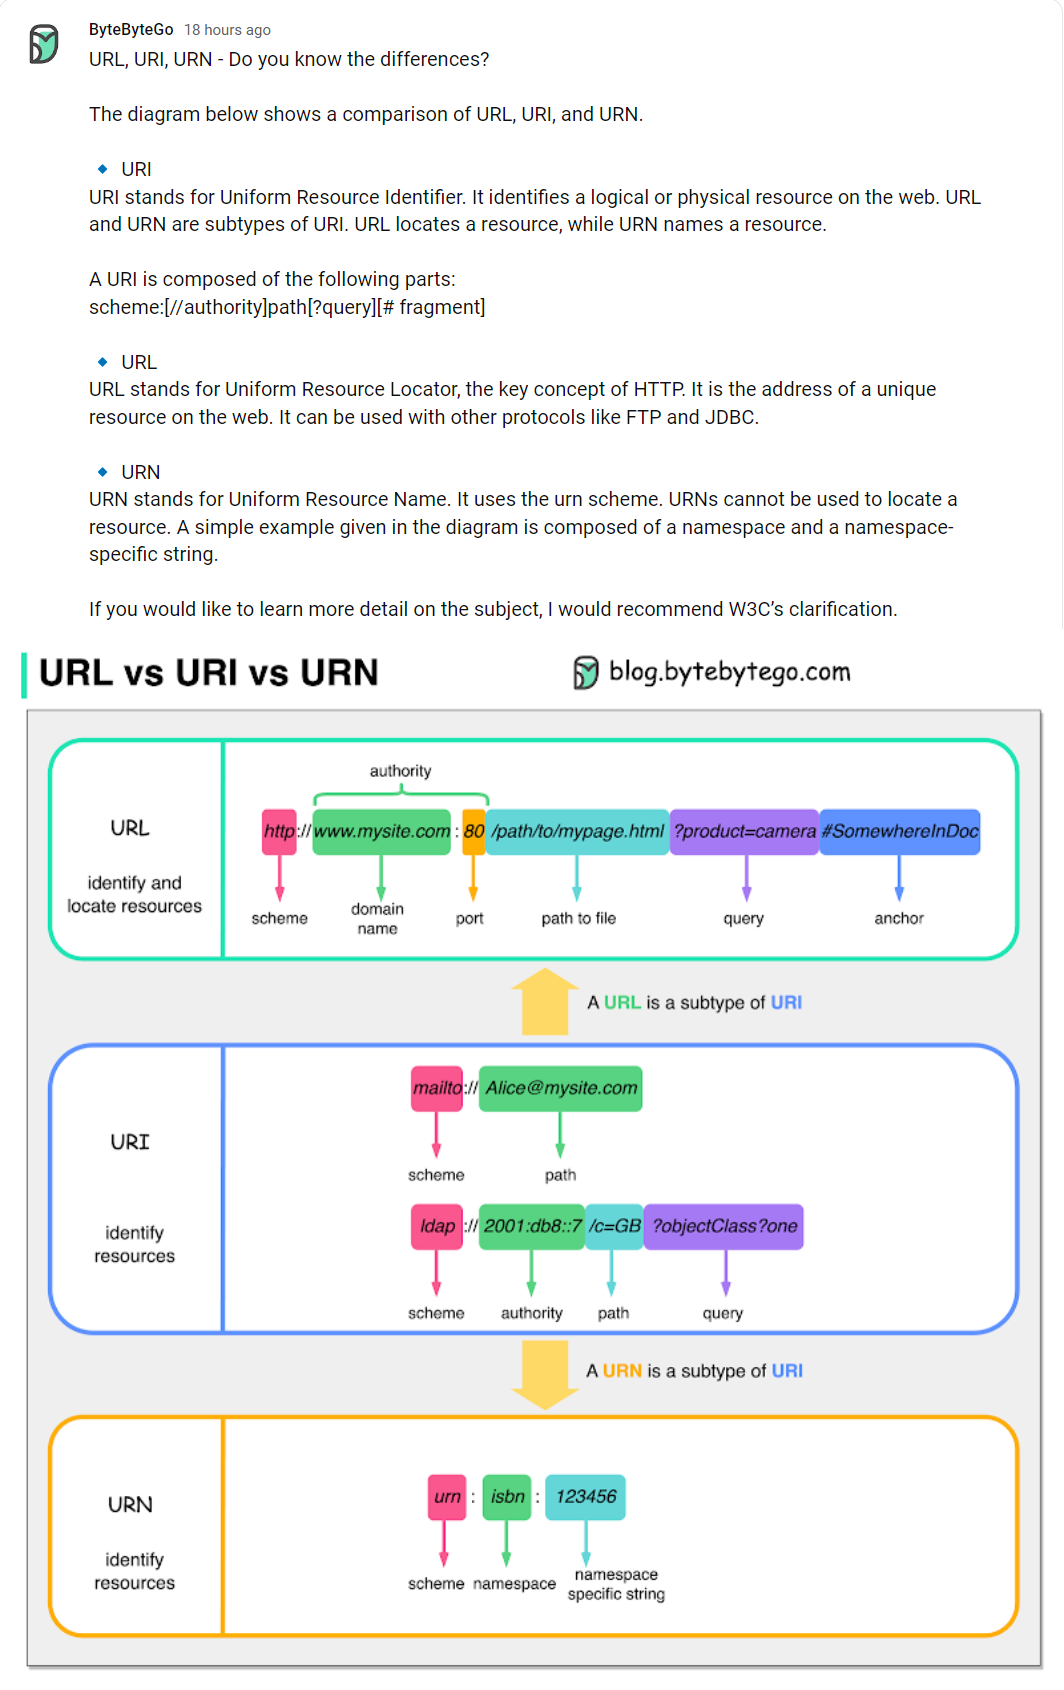 ByteByteGo 18 hours ago
URL, URI, URN - Do you know the differences?
The diagram below shows a comparison of URL, URI, and URN.
🔹 URI
URI stands for Uniform Resource Identifier. It identifies a logical or physical resource on the web. URL
and URN are subtypes of URI. URL locates a resource, while URN names a resource.
A URI is composed of the following parts:
scheme:[//authority]path[?query][# fragment]
🔹 URL
URL stands for Uniform Resource Locator, the key concept of HTTP. It is the address of a unique
resource on the web. It can be used with other protocols like FTP and JDBC.
🔹 URN
URN stands for Uniform Resource Name. It uses the urn scheme. URNs cannot be used to locate a
resource. A simple example given in the diagram is composed of a namespace and a namespace-
specific string.
If you would like to learn more detail on the subject, I would recommend W3C’s clarification.
URL vs URI vs URN
blog.bytebytego.com
URL
identify and
locate resources
authority
http://www.mysite.com:80/path/to/mypage.html?product=camera#SomewhereInDoc
scheme
domain
name
port
path to file
query
anchor
A URL is a subtype of URI
URI
identify
resources
mailto://Alice@mysite.com
scheme
path
ldap://2001:db8::7/c=GB?objectClass?one
scheme
authority
path
query
A URN is a subtype of URI
URN
identify
resources
urn:isbn:123456
scheme
namespace
namespace
specific string